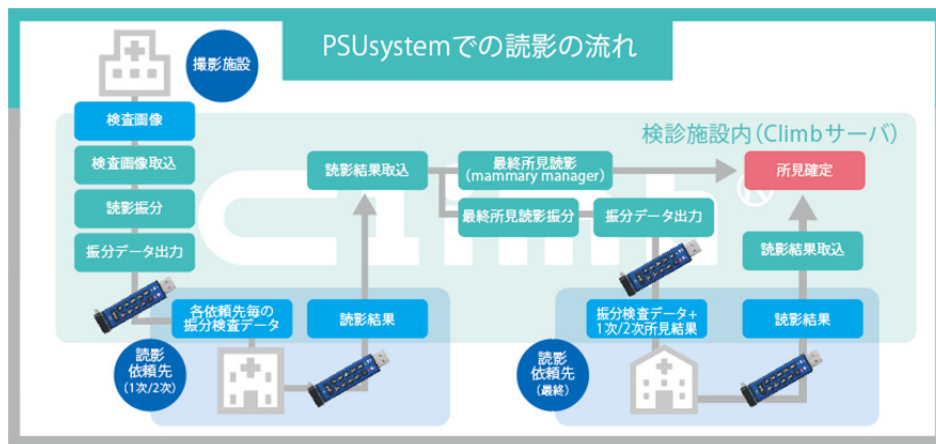 PSUsystemでの読影の流れ
撮影施設
検査画像
検査画像取込
読影振分
振分データ出力
各依頼先毎の
振分検査データ
読影
依頼先
(1次/2次)
読影結果
読影結果取込
検診施設内(Climbサーバ)
最終所見読影
(mammary manager)
最終所見読影振分
振分データ出力
振分検査データ+
1次/2次所見結果
読影
依頼先
(最終)
読影結果
読影結果取込
所見確定
Climb®